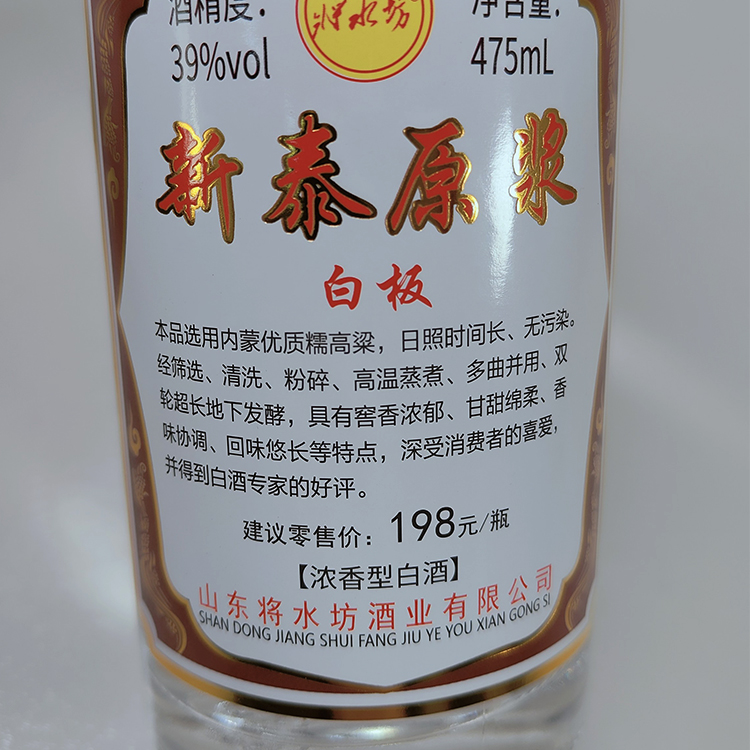 酒精度:
39%vol
将水坊
净含量:
475mL
新泰原浆
白板
本品选用内蒙优质糯高粱，日照时间长、无污染。
经筛选、清洗、粉碎、高温蒸煮、多曲并用、双
轮超长地下发酵，具有窖香浓郁、甘甜绵柔、香
味协调、回味悠长等特点，深受消费者的喜爱，
并得到白酒专家的好评。
建议零售价：198元/瓶
【浓香型白酒】
山东将水坊酒业有限公司
SHAN DONG JIANG SHUI FANG JIU YE YOU XIAN GONG SI